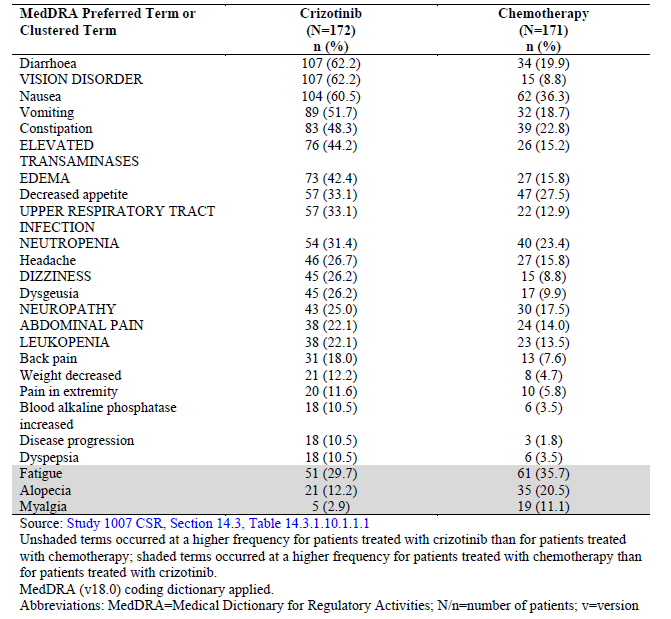 MedDRA Preferred Term or Crizotinib Chemotherapy
Clustered Term (N=172) (N=171)
n (%) n (%)
Diarrhoea 107 (62.2) 34 (19.9)
VISION DISORDER 107 (62.2) 15 (8.8)
Nausea 104 (60.5) 62 (36.3)
Vomiting 89 (51.7) 32 (18.7)
Constipation 83 (48.3) 39 (22.8)
ELEVATED 76 (44.2) 26 (15.2)
TRANSAMINASES
EDEMA 73 (42.4) 27 (15.8)
Decreased appetite 57 (33.1) 47 (27.5)
UPPER RESPIRATORY TRACT 57 (33.1) 22 (12.9)
INFECTION
NEUTROPENIA 54 (31.4) 40 (23.4)
Headache 46 (26.7) 27 (15.8)
DIZZINESS 45 (26.2) 15 (8.8)
Dysgeusia 45 (26.2) 17 (9.9)
NEUROPATHY 43 (25.0) 30 (17.5)
ABDOMINAL PAIN 38 (22.1) 24 (14.0)
LEUKOPENIA 38 (22.1) 23 (13.5)
Back pain 31 (18.0) 13 (7.6)
Weight decreased 21 (12.2) 8 (4.7)
Pain in extremity 20 (11.6) 10 (5.8)
Blood alkaline phosphatase 18 (10.5) 6 (3.5)
increased
Disease progression 18 (10.5) 3 (1.8)
Dyspepsia 18 (10.5) 6 (3.5)
Fatigue 51 (29.7) 61 (35.7)
Alopecia 21 (12.2) 35 (20.5)
Myalgia 5 (2.9) 19 (11.1)
Source: Study 1007 CSR, Section 14.3, Table 14.3.1.10.1.1.1
Unshaded terms occurred at a higher frequency for patients treated with crizotinib than for patients treated
with chemotherapy; shaded terms occurred at a higher frequency for patients treated with chemotherapy than
for patients treated with crizotinib.
MedDRA (v18.0) coding dictionary applied.
Abbreviations: MedDRA=Medical Dictionary for Regulatory Activities; N/n=number of patients; v=version